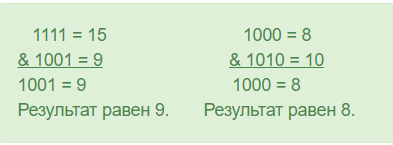 1111 = 15
& 1001 = 9
1001 = 9
Результат равен 9.
1000 = 8
& 1010 = 10
1000 = 8
Результат равен 8.